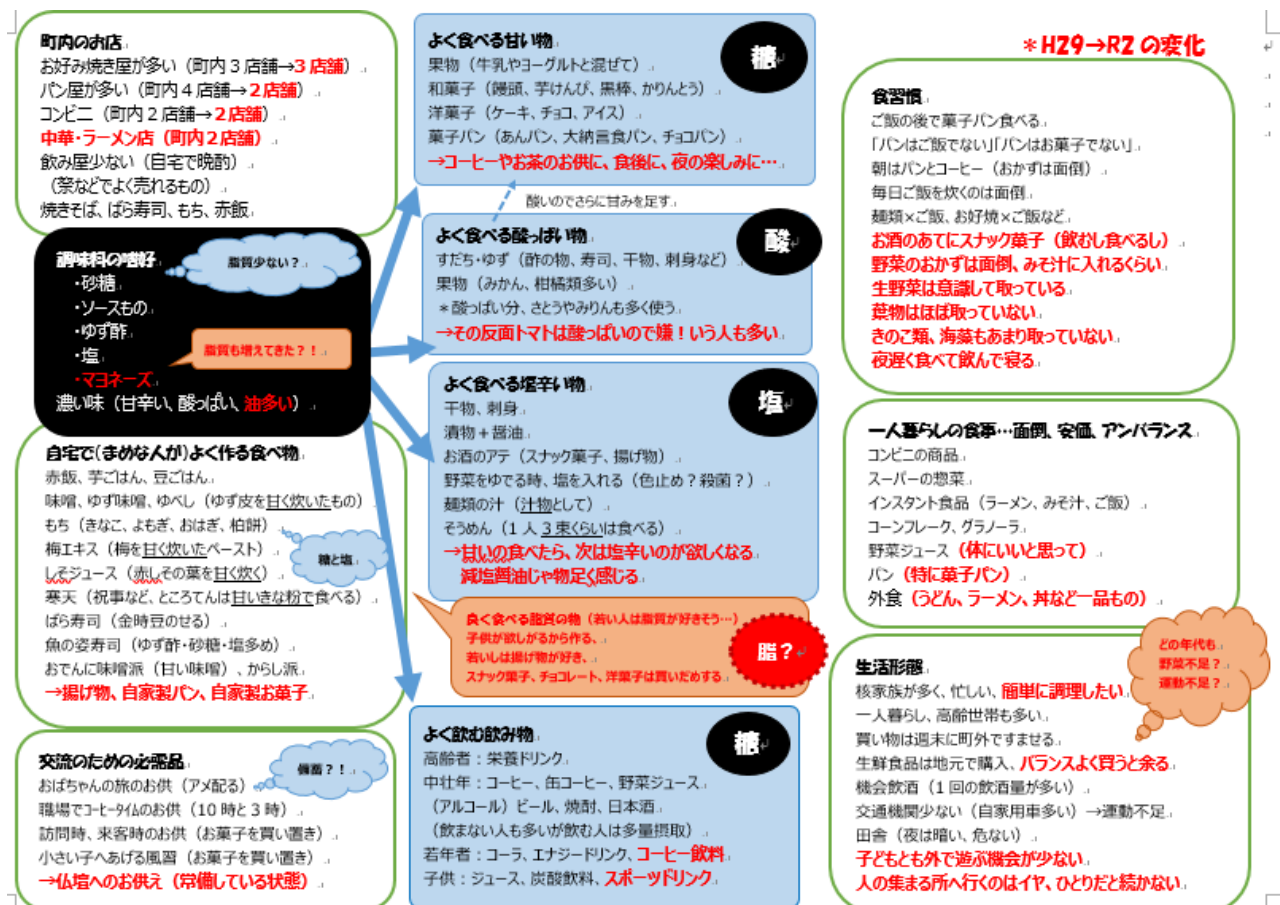 町内のお店
お好み焼き屋が多い（町内3店舗→3店舗）
パン屋が多い（町内4店舗→2店舗）
コンビニ（町内2店舗→2店舗）
中華・ラーメン店（町内2店舗）
飲み屋少ない（自宅で晩酌）
（祭などでよく売れるもの）
焼きそば、ばら寿司、もち、赤飯
調味料の嗜好
・砂糖
・ソースもの
・ゆず酢
・塩
・マヨネーズ
濃い味（甘辛い、酸っぱい、油多い）
脂質少ない？
脂質も増えてきた？！
自宅で(まめな人が)よく作る食べ物
赤飯、芋ごはん、豆ごはん
味噌、ゆず味噌、ゆべし（ゆず皮を甘く炊いたもの）
もち（きなこ、よもぎ、おはぎ、柏餅）
梅エキス（梅を甘く炊いたペースト）
しそジュース（赤しその葉を甘く炊く）
寒天（祝事など、ところてんは甘いきな粉で食べる）
ばら寿司（金時豆のせる）
魚の姿寿司（ゆず酢・砂糖・塩多め）
おでんに味噌派（甘い味噌）、からし派
→揚げ物、自家製パン、自家製お菓子
糖と塩
交流のための必需品
おばちゃんの旅のお供（アメ配る）
職場でコーヒータイムのお供（10時と3時）
訪問時、来客時のお供（お菓子を買い置き）
小さい子へあげる風習（お菓子を買い置き）
→仏壇へのお供え（常備している状態）
備蓄？！
よく食べる甘い物
果物（牛乳やヨーグルトと混ぜて）
和菓子（饅頭、芋けんぴ、黒棒、かりんとう）
洋菓子（ケーキ、チョコ、アイス）
菓子パン（あんパン、大納言食パン、チョコパン）
→コーヒーやお茶のお供に、食後に、夜の楽しみに…
糖
酸いのでさらに甘みを足す
よく食べる酸っぱい物
すだち・ゆず（酢の物、寿司、干物、刺身など）
果物（みかん、柑橘類多い）
＊酸っぱい分、さとうやみりんも多く使う
→その反面トマトは酸っぱいので嫌！いう人も多い
酸
よく食べる塩辛い物
干物、刺身
漬物＋醤油
お酒のアテ（スナック菓子、揚げ物）
野菜をゆでる時、塩を入れる（色止め？殺菌？）
麺類の汁（汁物として）
そうめん（1人3束くらいは食べる）
→甘いの食べたら、次は塩辛いのが欲しくなる
減塩醤油じゃ物足く感じる
塩
良く食べる脂質の物（若い人は脂質が好きそう…）
子供が欲しがるから作る、
若いしは揚げ物が好き、
スナック菓子、チョコレート、洋菓子は買いだめする
脂？
よく飲む飲み物
高齢者：栄養ドリンク
中壮年：コーヒー、缶コーヒー、野菜ジュース
（アルコール）ビール、焼酎、日本酒
（飲まない人も多いが飲む人は多量摂取）
若年者：コーラ、エナジードリンク、コーヒー飲料
子供：ジュース、炭酸飲料、スポーツドリンク
糖
＊H29→R2の変化
食習慣
ご飯の後で菓子パン食べる
「パンはご飯でない」「パンはお菓子でない」
朝はパンとコーヒー（おかずは面倒）
毎日ご飯を炊くのは面倒
麺類×ご飯、お好焼×ご飯など
お酒のあてにスナック菓子（飲むし食べるし）
野菜のおかずは面倒、みそ汁に入れるくらい
生野菜は意識して取っている
葉物はほぼ取っていない
きのこ類、海藻もあまり取っていない
夜遅く食べて飲んで寝る
一人暮らしの食事…面倒、安価、アンバランス
コンビニの商品
スーパーの惣菜
インスタント食品（ラーメン、みそ汁、ご飯）
コーンフレーク、グラノーラ
野菜ジュース（体にいいと思って）
パン（特に菓子パン）
外食（うどん、ラーメン、丼など一品もの）
どの年代も
野菜不足？
運動不足？
生活形態
核家族が多く、忙しい、簡単に調理したい
一人暮らし、高齢世帯も多い
買い物は週末に町外ですませる
生鮮食品は地元で購入、バランスよく買うと余る
機会飲酒（1回の飲酒量が多い）
交通機関少ない（自家用車多い）→運動不足
田舎（夜は暗い、危ない）
子どもとも外で遊ぶ機会が少ない
人の集まる所へ行くのはイヤ、ひとりだと続かない